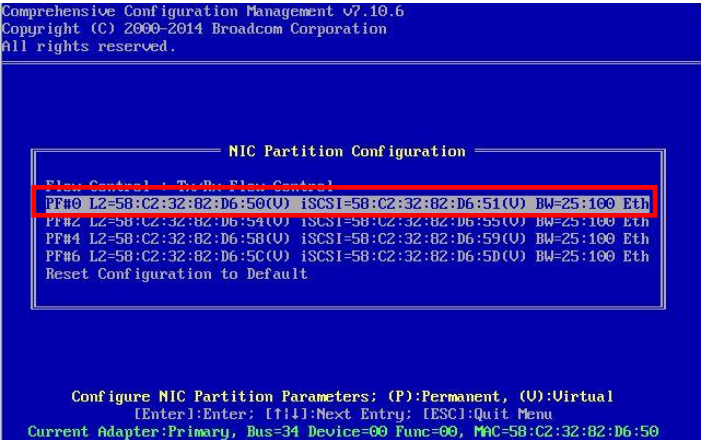 Comprehensive Configuration Management v7.10.6
Copyright (C) 2000-2014 Broadcom Corporation
All rights reserved.
NIC Partition Configuration
Flow Control : Tx/Rx Flow Control
PF#0 L2=58:C2:32:82:D6:50(V) iSCSI=58:C2:32:82:D6:51(V) BW=25:100 Eth
PF#2 L2=58:C2:32:82:D6:54(V) iSCSI=58:C2:32:82:D6:55(V) BW=25:100 Eth
PF#4 L2=58:C2:32:82:D6:58(V) iSCSI=58:C2:32:82:D6:59(V) BW=25:100 Eth
PF#6 L2=58:C2:32:82:D6:5C(V) iSCSI=58:C2:32:82:D6:5D(V) BW=25:100 Eth
Reset Configuration to Default
Configure NIC Partition Parameters; (P):Permanent, (V):Virtual
[Enter]:Enter; [↑|↓]:Next Entry; [ESC]:Quit Menu
Current Adapter:Primary, Bus=34 Device=00 Func=00, MAC=58:C2:32:82:D6:50